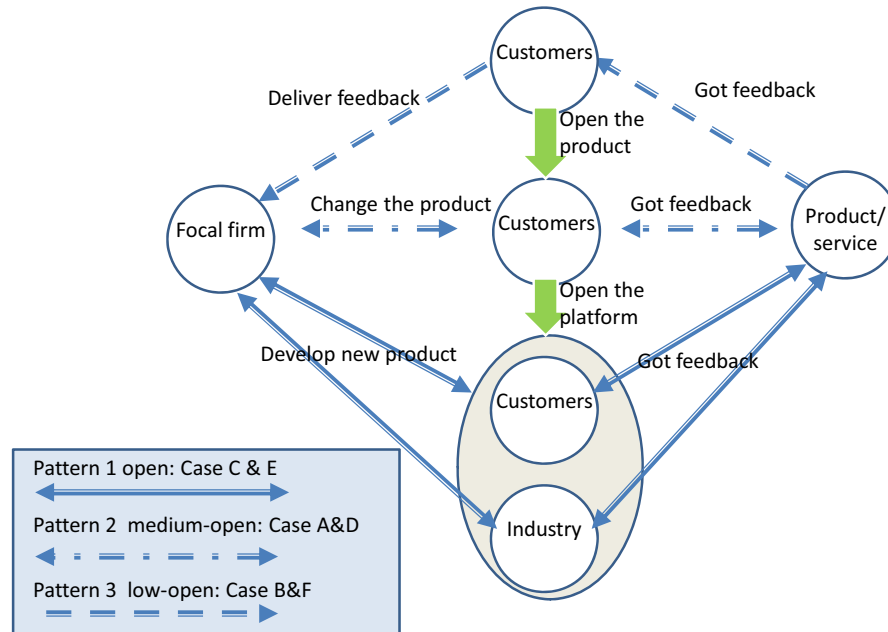 Customers
Deliver feedback
Got feedback
Open the
product
Focal firm
Change the product
Customers
Got feedback
Product/
service
Open the
platform
Develop new product
Got feedback
Customers
Industry
Pattern 1 open: Case C & E
Pattern 2  medium-open: Case A&D
Pattern 3  low-open: Case B&F